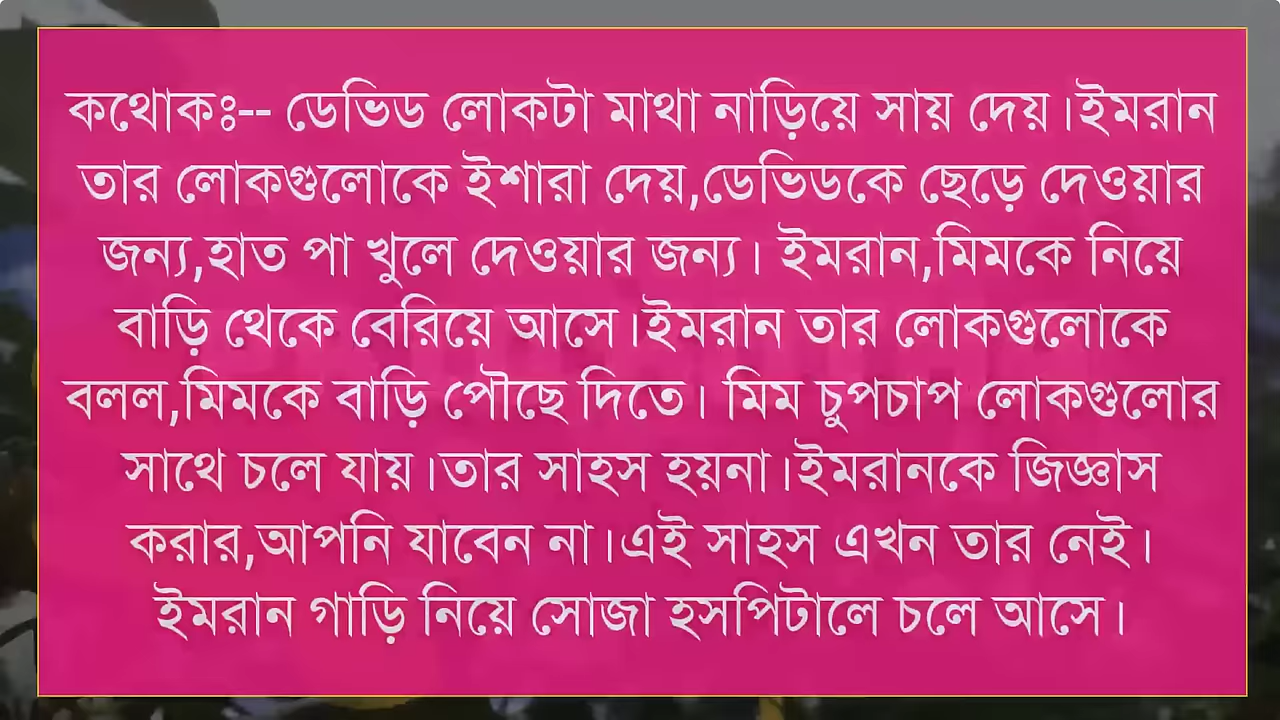 কথোকঃ-- ডেভিড লোকটা মাথা নাড়িয়ে সায় দেয়।ইমরান
তার লোকগুলোকে ইশারা দেয়,ডেভিডকে ছেড়ে দেওয়ার
জন্য,হাত পা খুলে দেওয়ার জন্য। ইমরান,মিমকে নিয়ে
বাড়ি থেকে বেরিয়ে আসে।ইমরান তার লোকগুলোকে
বলল,মিমকে বাড়ি পৌছে দিতে। মিম চুপচাপ লোকগুলোর
সাথে চলে যায়।তার সাহস হয়না।ইমরানকে জিজ্ঞাস
করার,আপনি যাবেন না।এই সাহস এখন তার নেই।
ইমরান গাড়ি নিয়ে সোজা হসপিটালে চলে আসে।